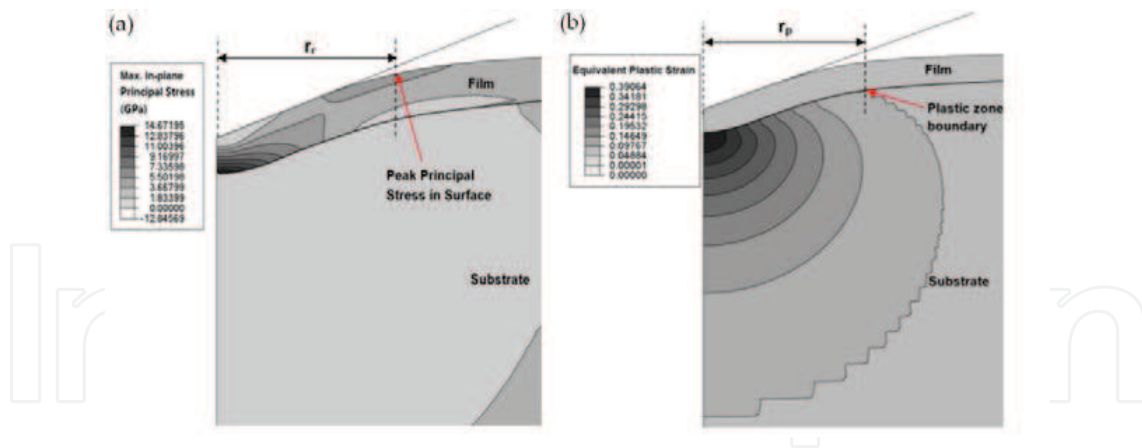 (a)
r_r
Max. In-plane
Principal Stress
(GPa)
14.67195
12.83796
11.00396
9.16997
7.33598
5.50198
3.66799
1.83399
0.00000
-12.84569
Film
Peak Principal
Stress in Surface
Substrate
(b)
r_p
Equivalent Plastic Strain
0.39064
0.34181
0.29298
0.24415
0.19532
0.14649
0.09767
0.04884
0.00001
0.00000
Film
Plastic zone
boundary
Substrate